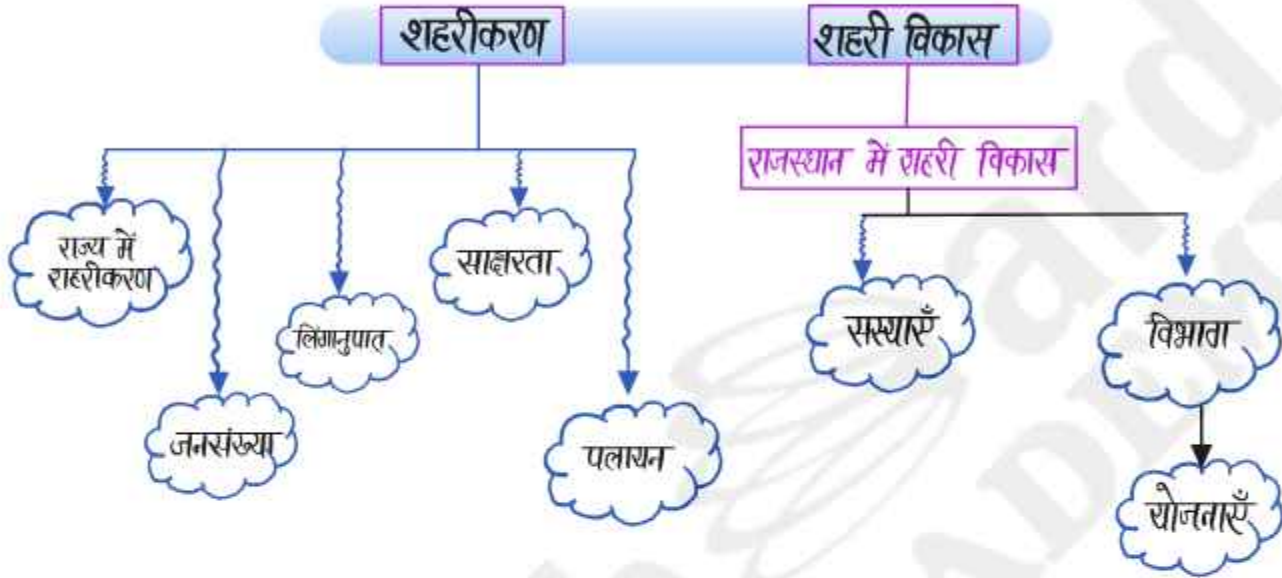 शहरीकरण
शहरी विकास
राजस्थान में शहरी विकास
राज्य में
शहरीकरण
साक्षरता
लिंगानुपात्
संस्थाएँ
विभाग
जनसंख्या
पलायन
योजनाएँ